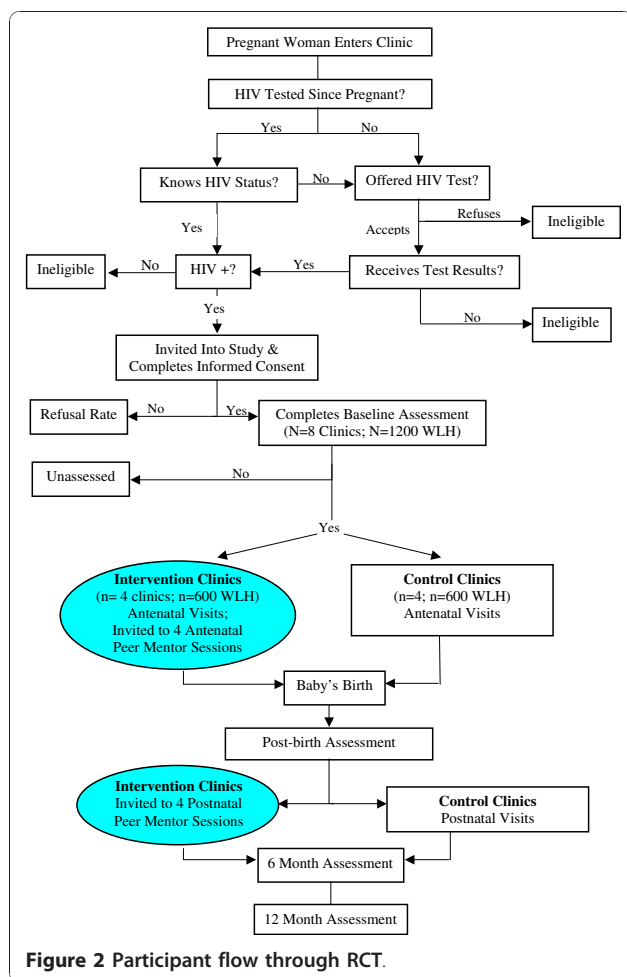 Pregnant Woman Enters Clinic
HIV Tested Since Pregnant?
Yes
No
Knows HIV Status?
No
Offered HIV Test?
Yes
Accepts
Refuses
Ineligible
Ineligible
No
HIV +?
Yes
Receives Test Results?
Yes
No
Ineligible
Invited Into Study &
Completes Informed Consent
Refusal Rate
No
Yes
Completes Baseline Assessment
(N=8 Clinics; N=1200 WLH)
Unassessed
No
Yes
Intervention Clinics
(n= 4 clinics; n=600 WLH)
Antenatal Visits;
Invited to 4 Antenatal
Peer Mentor Sessions
Control Clinics
(n=4; n=600 WLH)
Antenatal Visits
Baby's Birth
Post-birth Assessment
Intervention Clinics
Invited to 4 Postnatal
Peer Mentor Sessions
Control Clinics
Postnatal Visits
6 Month Assessment
12 Month Assessment
Figure 2 Participant flow through RCT.